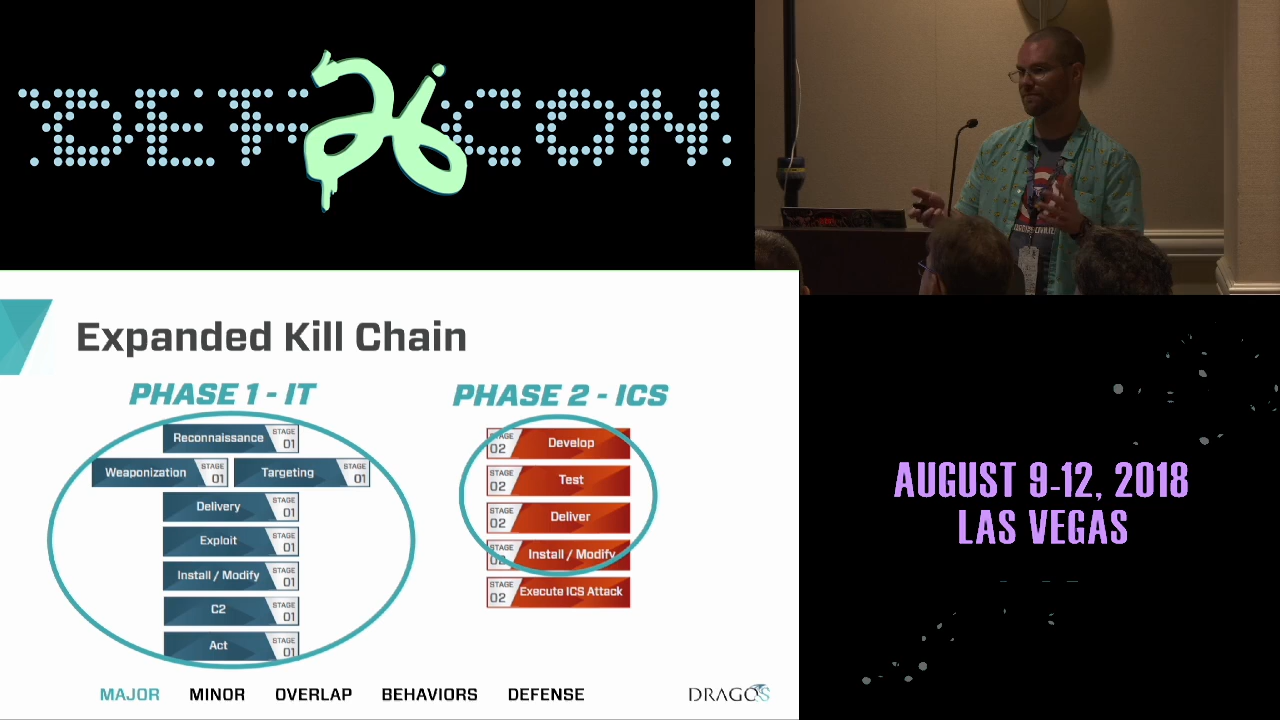 DEF 26 CON
Expanded Kill Chain
PHASE 1 - IT
Reconnaissance STAGE 01
Weaponization STAGE 01 Targeting STAGE 01
Delivery STAGE 01
Exploit STAGE 01
Install / Modify STAGE 01
C2 STAGE 01
Act STAGE 01
PHASE 2 - ICS
STAGE 02 Develop
STAGE 02 Test
STAGE 02 Deliver
STAGE 02 Install / Modify
STAGE 02 Execute ICS Attack
MAJOR MINOR OVERLAP BEHAVIORS DEFENSE
DRAGOS
AUGUST 9-12, 2018
LAS VEGAS